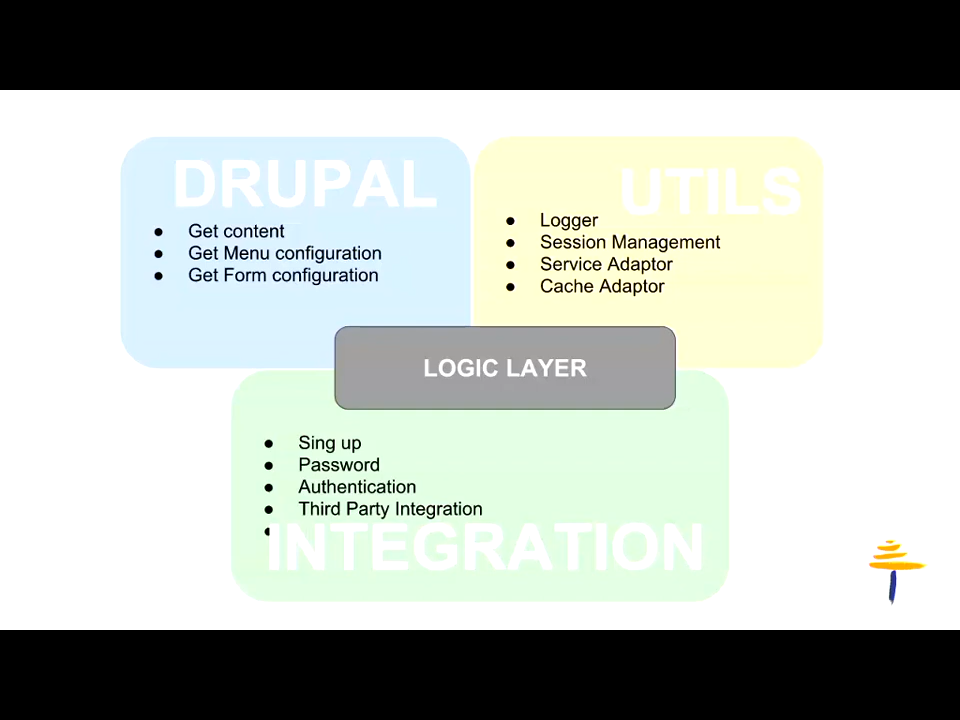 DRUPAL
● Get content
● Get Menu configuration
● Get Form configuration
UTILS
● Logger
● Session Management
● Service Adaptor
● Cache Adaptor
LOGIC LAYER
● Sing up
● Password
● Authentication
● Third Party Integration
●
INTEGRATION